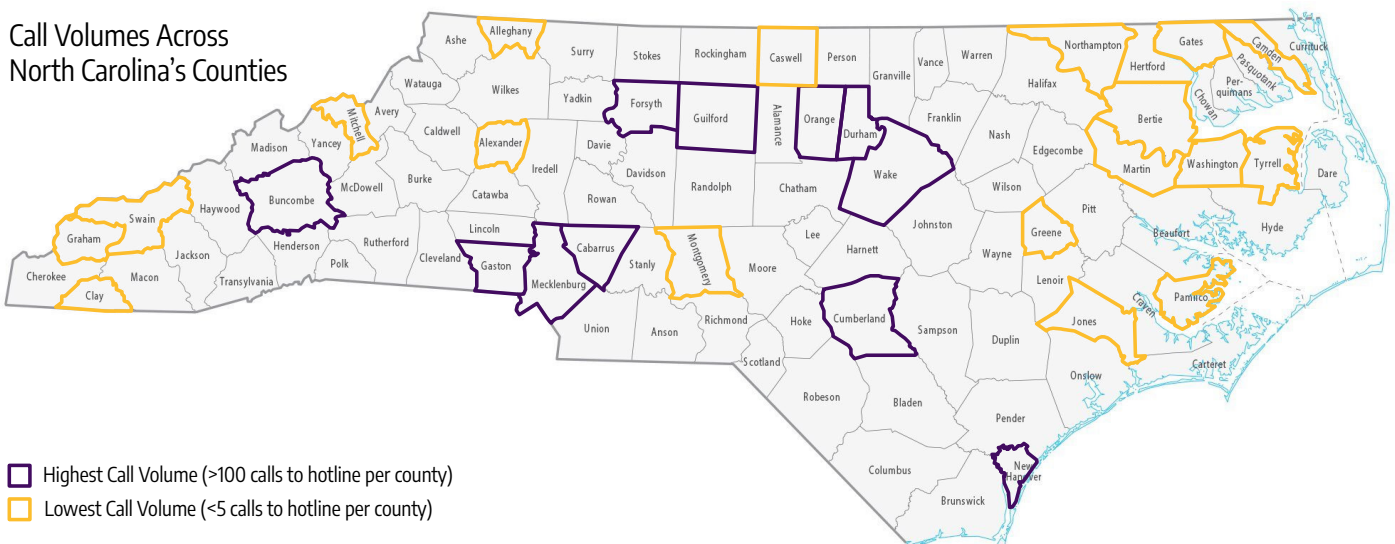 Call Volumes Across
North Carolina's Counties
Ashe
Alleghany
Surry
Stokes
Rockingham
Caswell
Person
Granville
Vance
Warren
Northampton
Gates
Camden
Currituck
Pasquotank
Hertford
Halifax
Per-
quimans
Chowan
Watauga
Wilkes
Yadkin
Forsyth
Guilford
Alamance
Orange
Durham
Franklin
Nash
Bertie
Mitchell
Avery
Caldwell
Alexander
Iredell
Davie
Davidson
Randolph
Chatham
Wake
Edgecombe
Martin
Washington
Tyrrell
Dare
Madison
Yancey
McDowell
Burke
Catawba
Rowan
Wilson
Pitt
Buncombe
Haywood
Swain
Graham
Jackson
Henderson
Rutherford
Lincoln
Cabarrus
Montgomery
Lee
Harnett
Johnston
Greene
Beaufort
Hyde
Cherokee
Clay
Macon
Transylvania
Polk
Cleveland
Gaston
Mecklenburg
Stanly
Moore
Wayne
Lenoir
Craven
Pamlico
Union
Anson
Richmond
Hoke
Cumberland
Sampson
Duplin
Jones
Carteret
Scotland
Robeson
Bladen
Onslow
Pender
Columbus
Brunswick
New
Hanover
Highest Call Volume (>100 calls to hotline per county)
Lowest Call Volume (<5 calls to hotline per county)